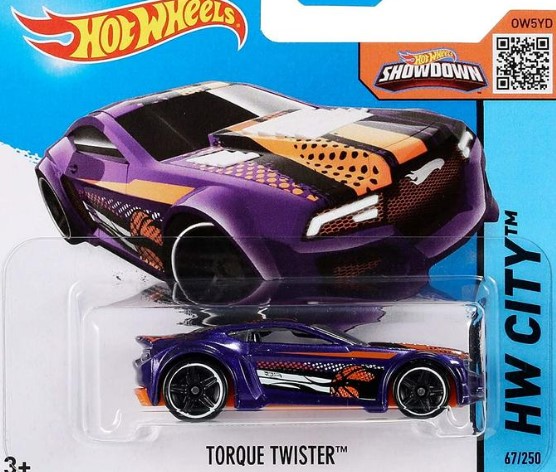 Hot Wheels
OW5YD
Hot Wheels
SHOWDOWN
HW CITY™
TORQUE TWISTER™
67/250
3+